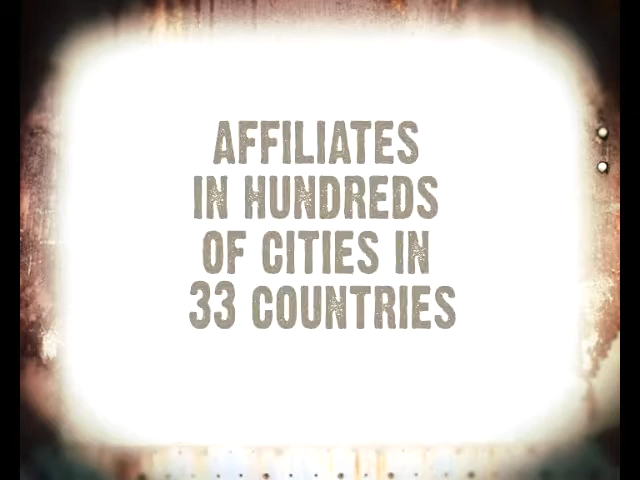 AFFILIATES
IN HUNDREDS
OF CITIES IN
33 COUNTRIES